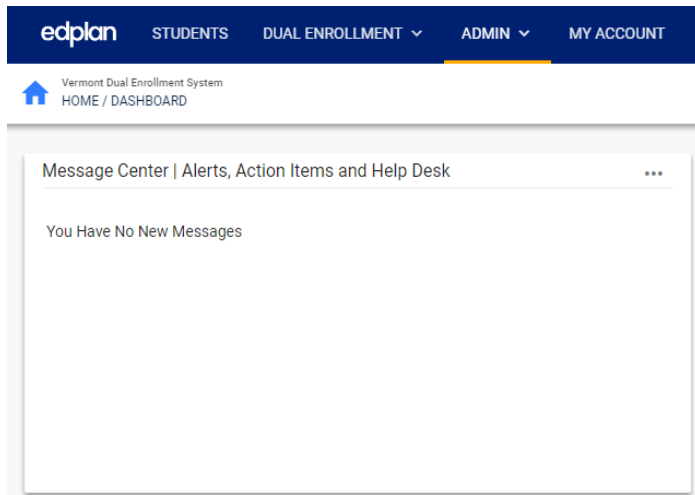 edplan STUDENTS DUAL ENROLLMENT ADMIN MY ACCOUNT
Vermont Dual Enrollment System
HOME / DASHBOARD
Message Center | Alerts, Action Items and Help Desk
You Have No New Messages